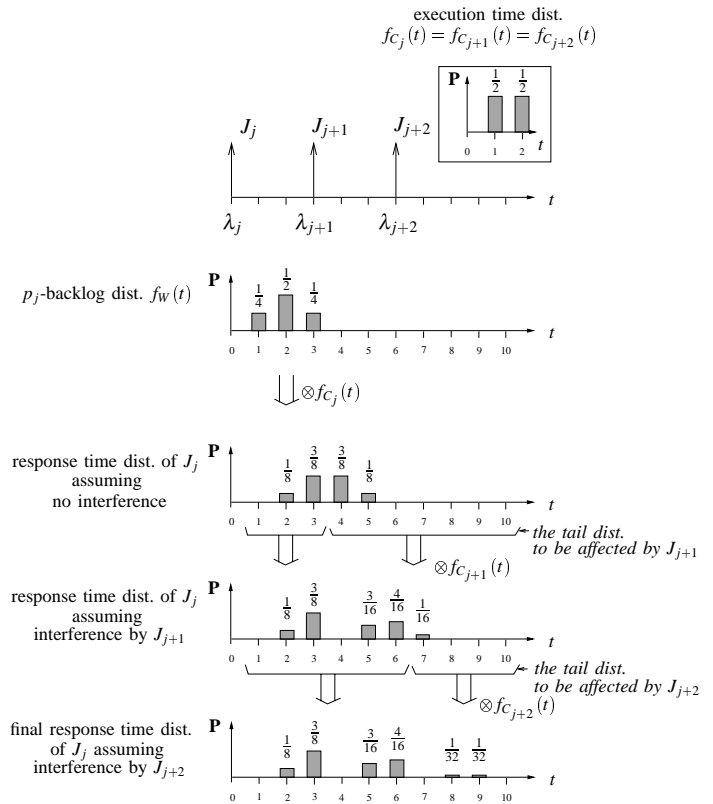 execution time dist.
f_{C_j}(t) = f_{C_{j+1}}(t) = f_{C_{j+2}}(t)
P
1/2 1/2
0 1 2 t
J_j J_{j+1} J_{j+2}
t
λ_j λ_{j+1} λ_{j+2}
p_j-backlog dist. f_W(t)
P
1/4 1/2 1/4
t
0 1 2 3 4 5 6 7 8 9 10
⊗f_{C_j}(t)
response time dist. of J_j
assuming
no interference
P
1/8 3/8 3/8 1/8
t
0 1 2 3 4 5 6 7 8 9 10
the tail dist.
to be affected by J_{j+1}
⊗f_{C_{j+1}}(t)
response time dist. of J_j
assuming
interference by J_{j+1}
P
1/8 3/8 3/16 4/16 1/16
t
0 1 2 3 4 5 6 7 8 9 10
the tail dist.
to be affected by J_{j+2}
⊗f_{C_{j+2}}(t)
final response time dist.
of J_j assuming
interference by J_{j+2}
P
1/8 3/8 3/16 4/16 1/32 1/32
t
0 1 2 3 4 5 6 7 8 9 10